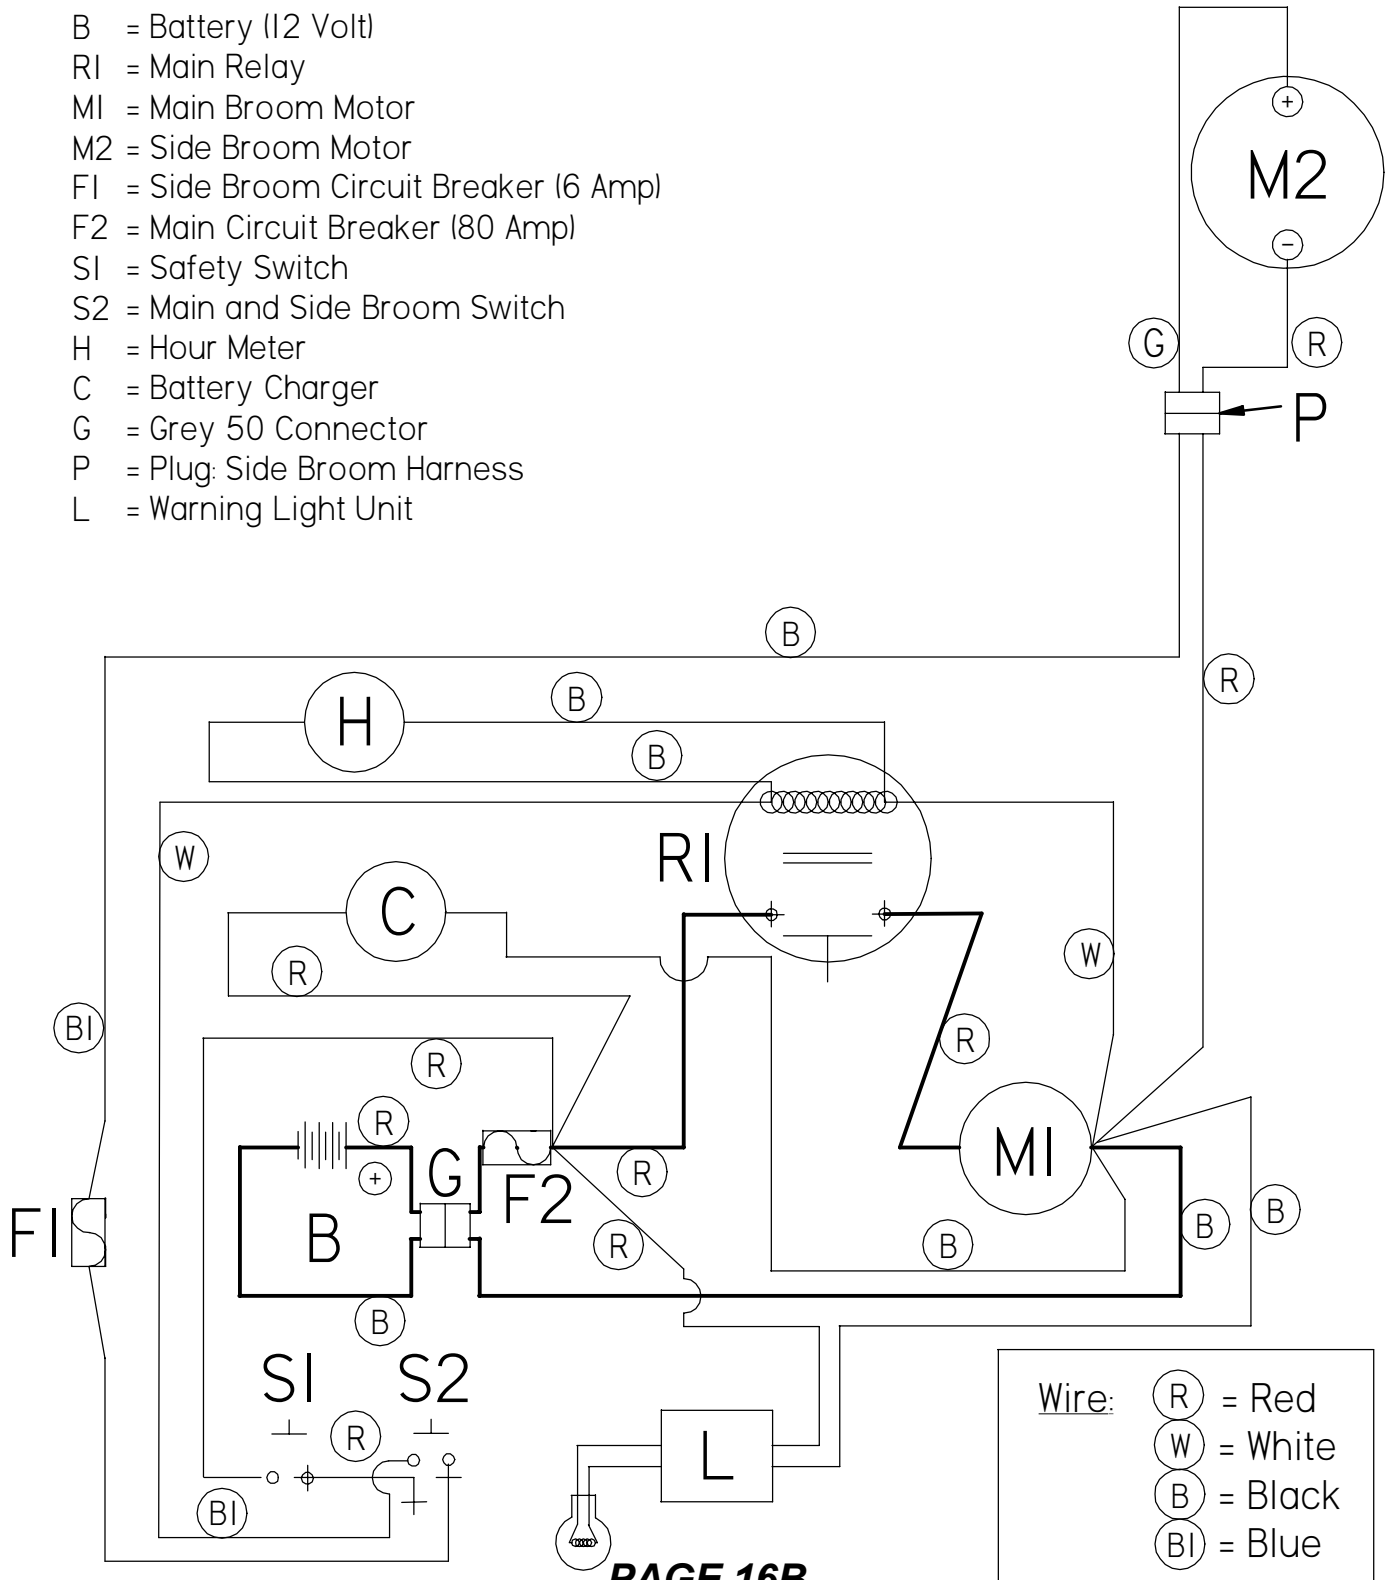 B = Battery (12 Volt)
R1 = Main Relay
M1 = Main Broom Motor
M2 = Side Broom Motor
F1 = Side Broom Circuit Breaker (6 Amp)
F2 = Main Circuit Breaker (80 Amp)
S1 = Safety Switch
S2 = Main and Side Broom Switch
H = Hour Meter
C = Battery Charger
G = Grey 50 Connector
P = Plug: Side Broom Harness
L = Warning Light Unit
+
M2
−
G
R
P
B
R
H
B
B
R1
W
C
R
W
Bl
R
R
R
+
G
F2
R
M1
F1
B
R
B
B
B
B
S1
S2
R
Bl
L
PAGE 16B
Wire:
R = Red
W = White
B = Black
Bl = Blue